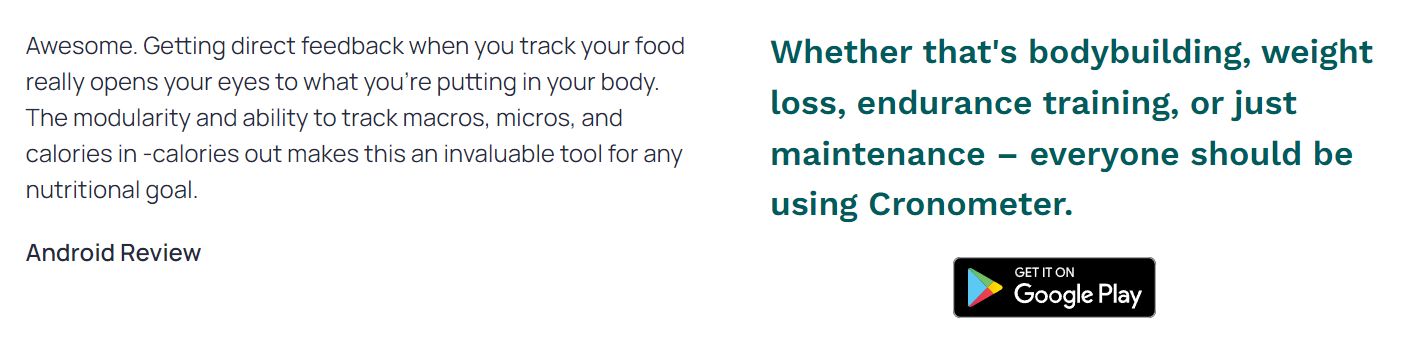 Awesome. Getting direct feedback when you track your food
really opens your eyes to what you're putting in your body.
The modularity and ability to track macros, micros, and
calories in -calories out makes this an invaluable tool for any
nutritional goal.
Android Review
Whether that's bodybuilding, weight
loss, endurance training, or just
maintenance – everyone should be
using Cronometer.
GET IT ON
Google Play